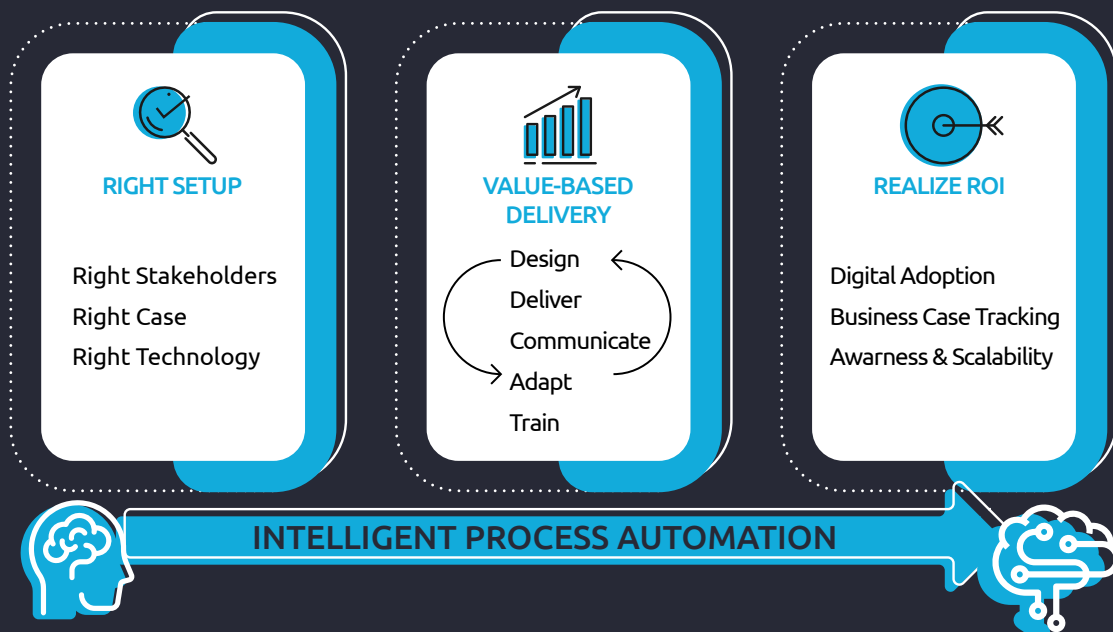 RIGHT SETUP
Right Stakeholders
Right Case
Right Technology
VALUE-BASED
DELIVERY
Design
Deliver
Communicate
Adapt
Train
REALIZE ROI
Digital Adoption
Business Case Tracking
Awarness & Scalability
INTELLIGENT PROCESS AUTOMATION